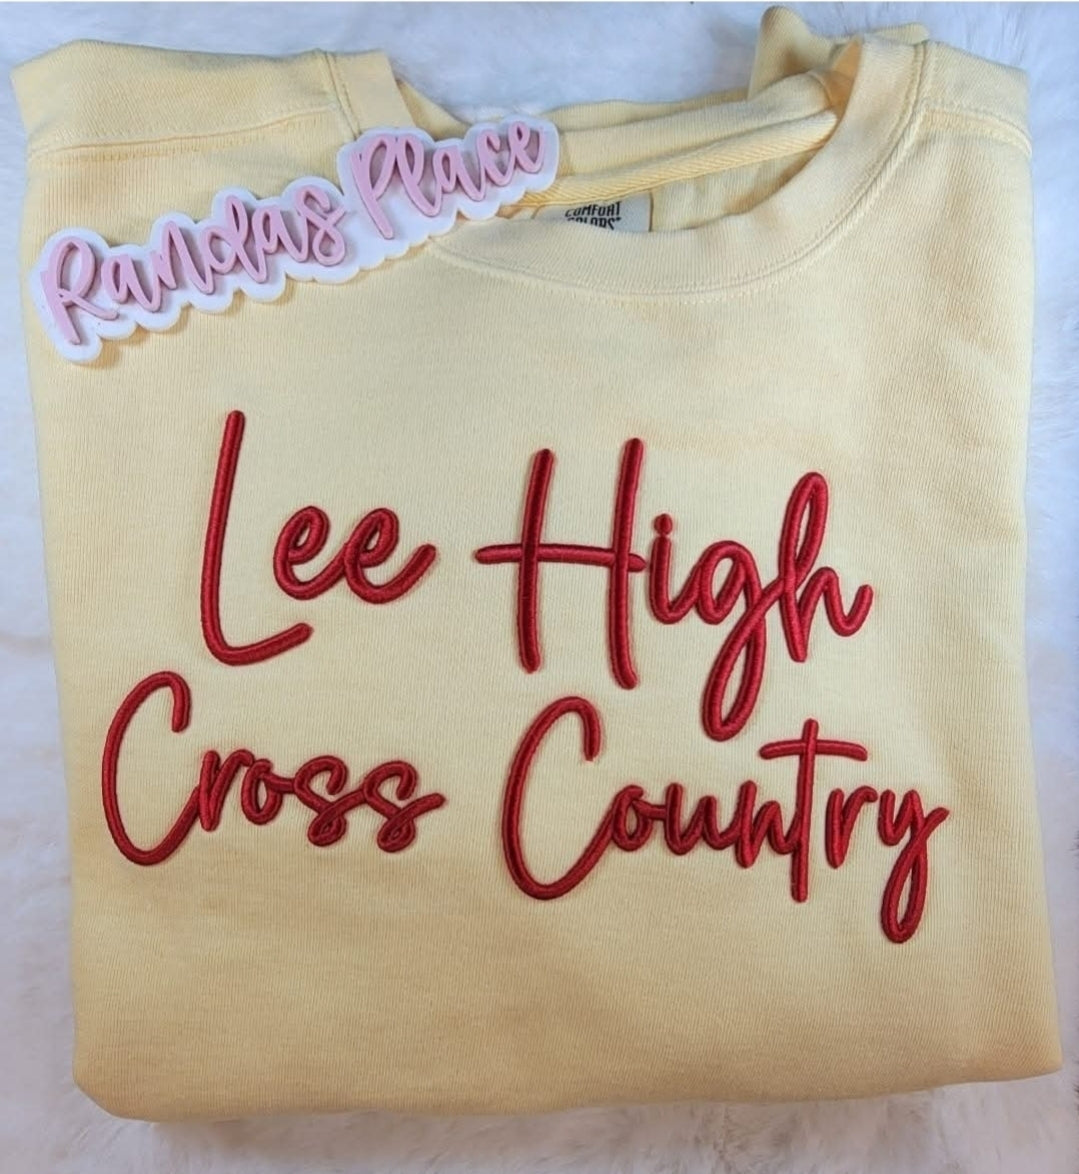 Randas Place
COMFORT
COLORS
Lee High
Cross Country